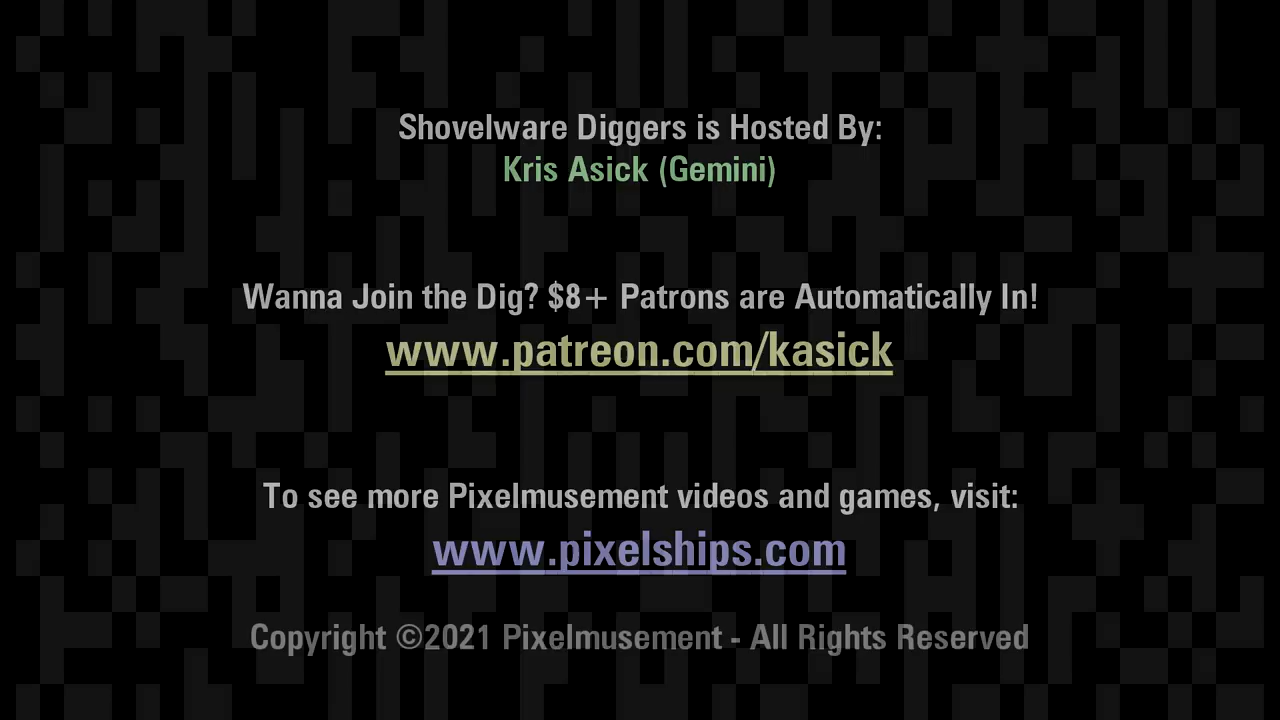 Shovelware Diggers is Hosted By:
Kris Asick (Gemini)
Wanna Join the Dig? $8+ Patrons are Automatically In!
www.patreon.com/kasick
To see more Pixelmusement videos and games, visit:
www.pixelships.com
Copyright ©2021 Pixelmusement - All Rights Reserved